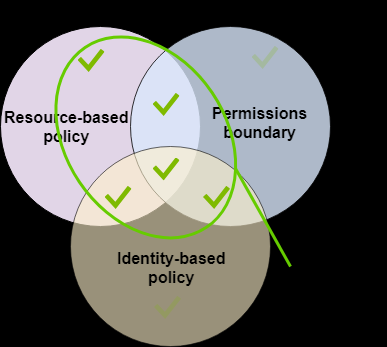 Resource-based
policy
Permissions
boundary
Identity-based
policy